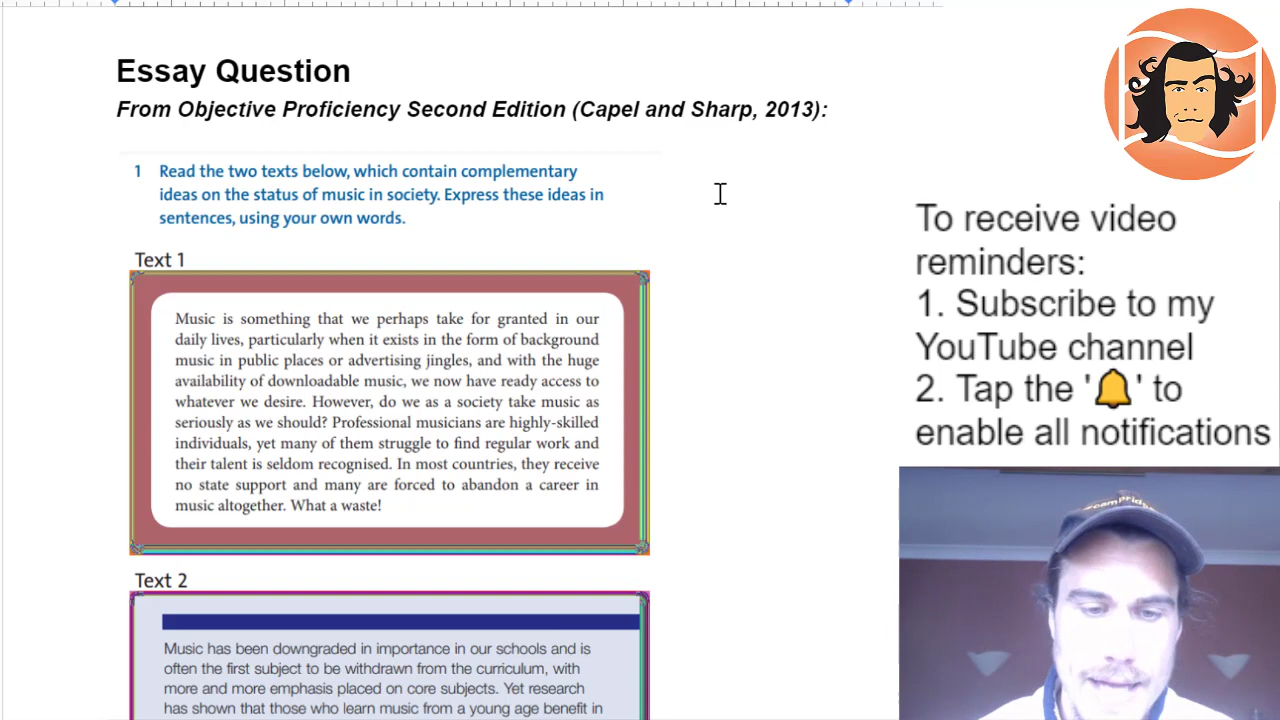 Essay Question
From Objective Proficiency Second Edition (Capel and Sharp, 2013):
1 Read the two texts below, which contain complementary
ideas on the status of music in society. Express these ideas in
sentences, using your own words.
Text 1
Music is something that we perhaps take for granted in our
daily lives, particularly when it exists in the form of background
music in public places or advertising jingles, and with the huge
availability of downloadable music, we now have ready access to
whatever we desire. However, do we as a society take music as
seriously as we should? Professional musicians are highly-skilled
individuals, yet many of them struggle to find regular work and
their talent is seldom recognised. In most countries, they receive
no state support and many are forced to abandon a career in
music altogether. What a waste!
Text 2
Music has been downgraded in importance in our schools and is
often the first subject to be withdrawn from the curriculum, with
more and more emphasis placed on core subjects. Yet research
has shown that those who learn music from a young age benefit in
To receive video
reminders:
1. Subscribe to my
YouTube channel
2. Tap the '🔔' to
enable all notifications